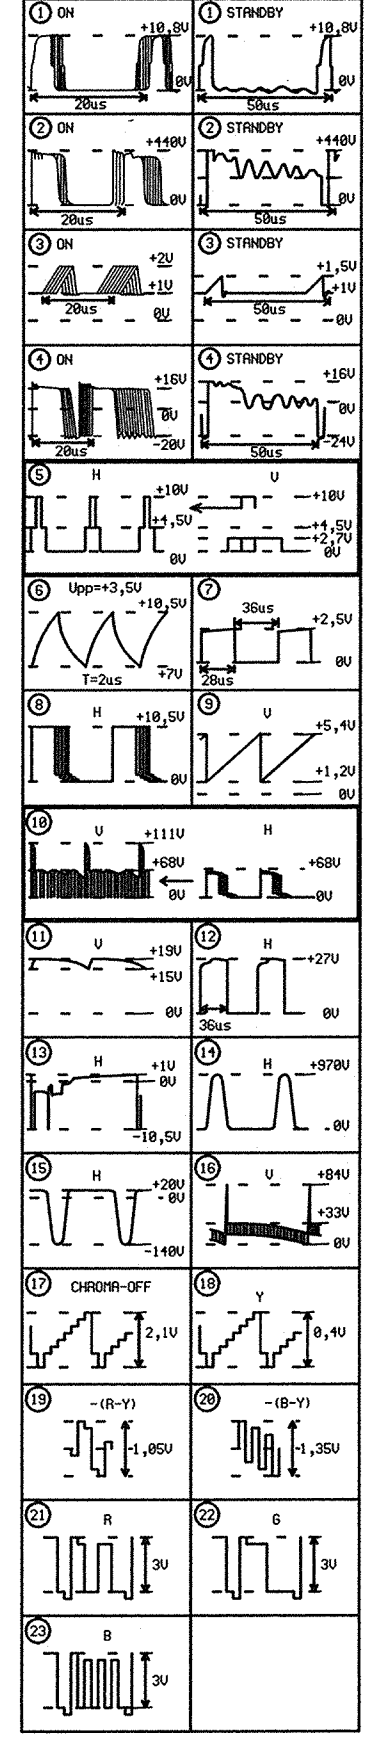 1 ON +10,8V 0V 20us
1 STANDBY +10,8V 0V 50us
2 ON +440V 0V 20us
2 STANDBY +440V 0V 50us
3 ON +2V +1V 0V 20us
3 STANDBY +1,5V +1V 0V 50us
4 ON +16V 0V -20V 20us
4 STANDBY +16V 0V -24V 50us
5 H +10V +4,5V 0V
V +10V +4,5V +2,7V 0V
6 Upp=+3,5V +10,5V +7V T=2us
7 36us +2,5V 0V 28us
8 H +10,5V 0V
9 V +5,4V +1,2V 0V
10 V +111V +68V 0V
H +68V 0V
11 V +19V +15V 0V
12 H +27V 0V 36us
13 H +1V 0V -10,5V
14 H +970V 0V
15 H +20V 0V -140V
16 V +84V +33V 0V
17 CHROMA-OFF 2,1V
18 Y 0,4V
19 -(R-Y) 1,05V
20 -(B-Y) 1,35V
21 R 3V
22 G 3V
23 B 3V